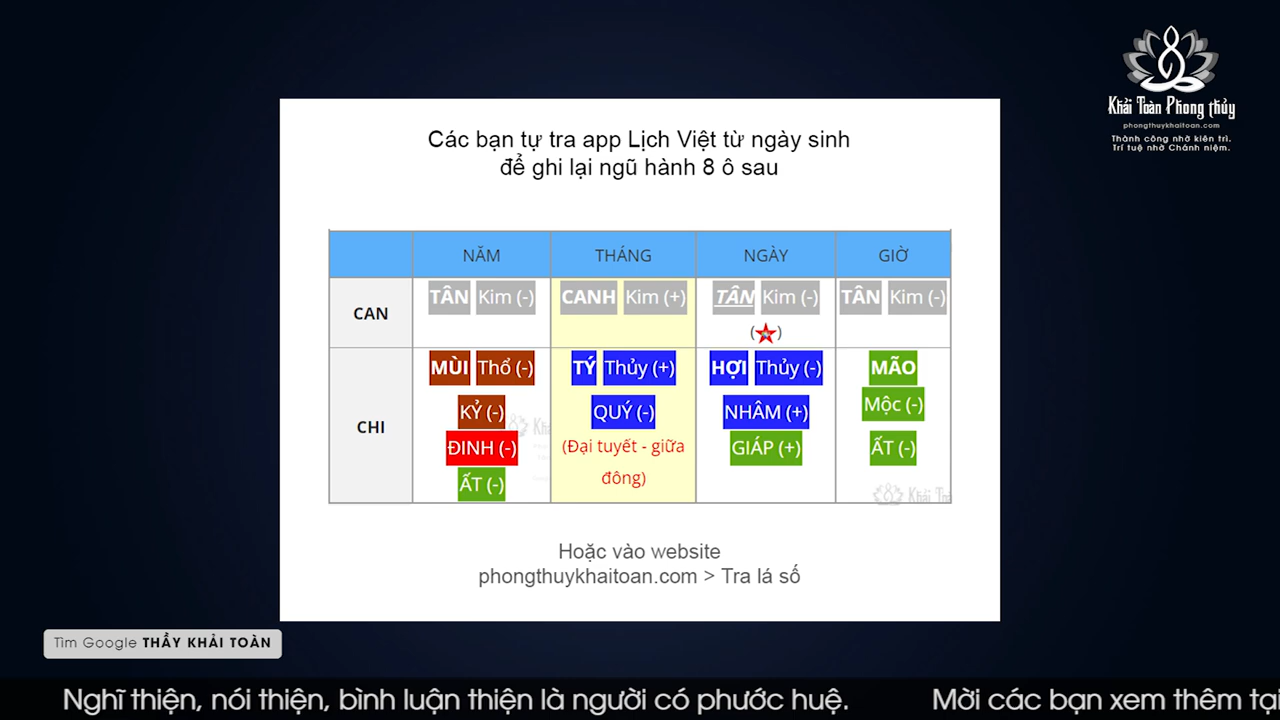 Khải Toàn Phong thủy
phongthuykhaitoan.com
Thành công nhờ kiên trì.
Trí tuệ nhờ Chánh niệm.
Các bạn tự tra app Lịch Việt từ ngày sinh
để ghi lại ngũ hành 8 ô sau
NĂM THÁNG NGÀY GIỜ
CAN
TÂN Kim (-) CANH Kim (+) TÂN Kim (-) TÂN Kim (-)
CHI
MÙI Thổ (-) TÝ Thủy (+) HỢI Thủy (-) MÃO
Mộc (-)
KỶ (-) QUÝ (-) NHÂM (+)
ĐINH (-) (Đại tuyết - giữa GIÁP (+) ẤT (-)
đông)
ẤT (-)
Khải Toà
Hoặc vào website
phongthuykhaitoan.com > Tra lá số
Tìm Google THẦY KHẢI TOÀN
Nghĩ thiện, nói thiện, bình luận thiện là người có phước huệ. Mời các bạn xem thêm tại